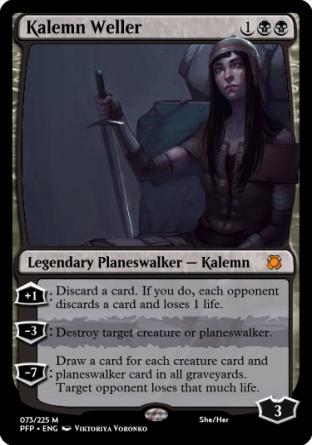 Kalemn Weller 1
Legendary Planeswalker — Kalemn
+1: Discard a card. If you do, each opponent
discards a card and loses 1 life.
-3: Destroy target creature or planeswalker.
-7: Draw a card for each creature card and
planeswalker card in all graveyards.
Target opponent loses that much life.
3
073/225 M
PFP • ENG Viktoriya Voronko
She/Her